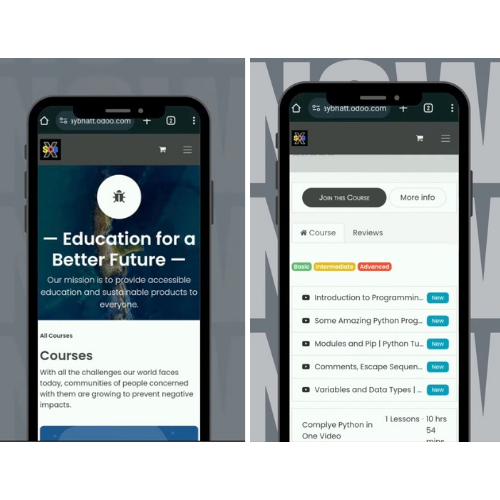 ybhatt.odoo.com
2
— Education for a
Better Future —
Our mission is to provide accessible
education and sustainable products to
everyone.
All Courses
Courses
With all the challenges our world faces
today, communities of people concerned
with them are growing to prevent negative
impacts.
NOW
ybhatt.odoo.com
2
Join this Course
More info
Course
Reviews
Basic
Intermediate
Advanced
Introduction to Programmin... New
Some Amazing Python Prog... New
Modules and Pip | Python Tu... New
Comments, Escape Sequen... New
Variables and Data Types | ... New
Complye Python in
One Video
1 Lessons · 10 hrs
54
mins